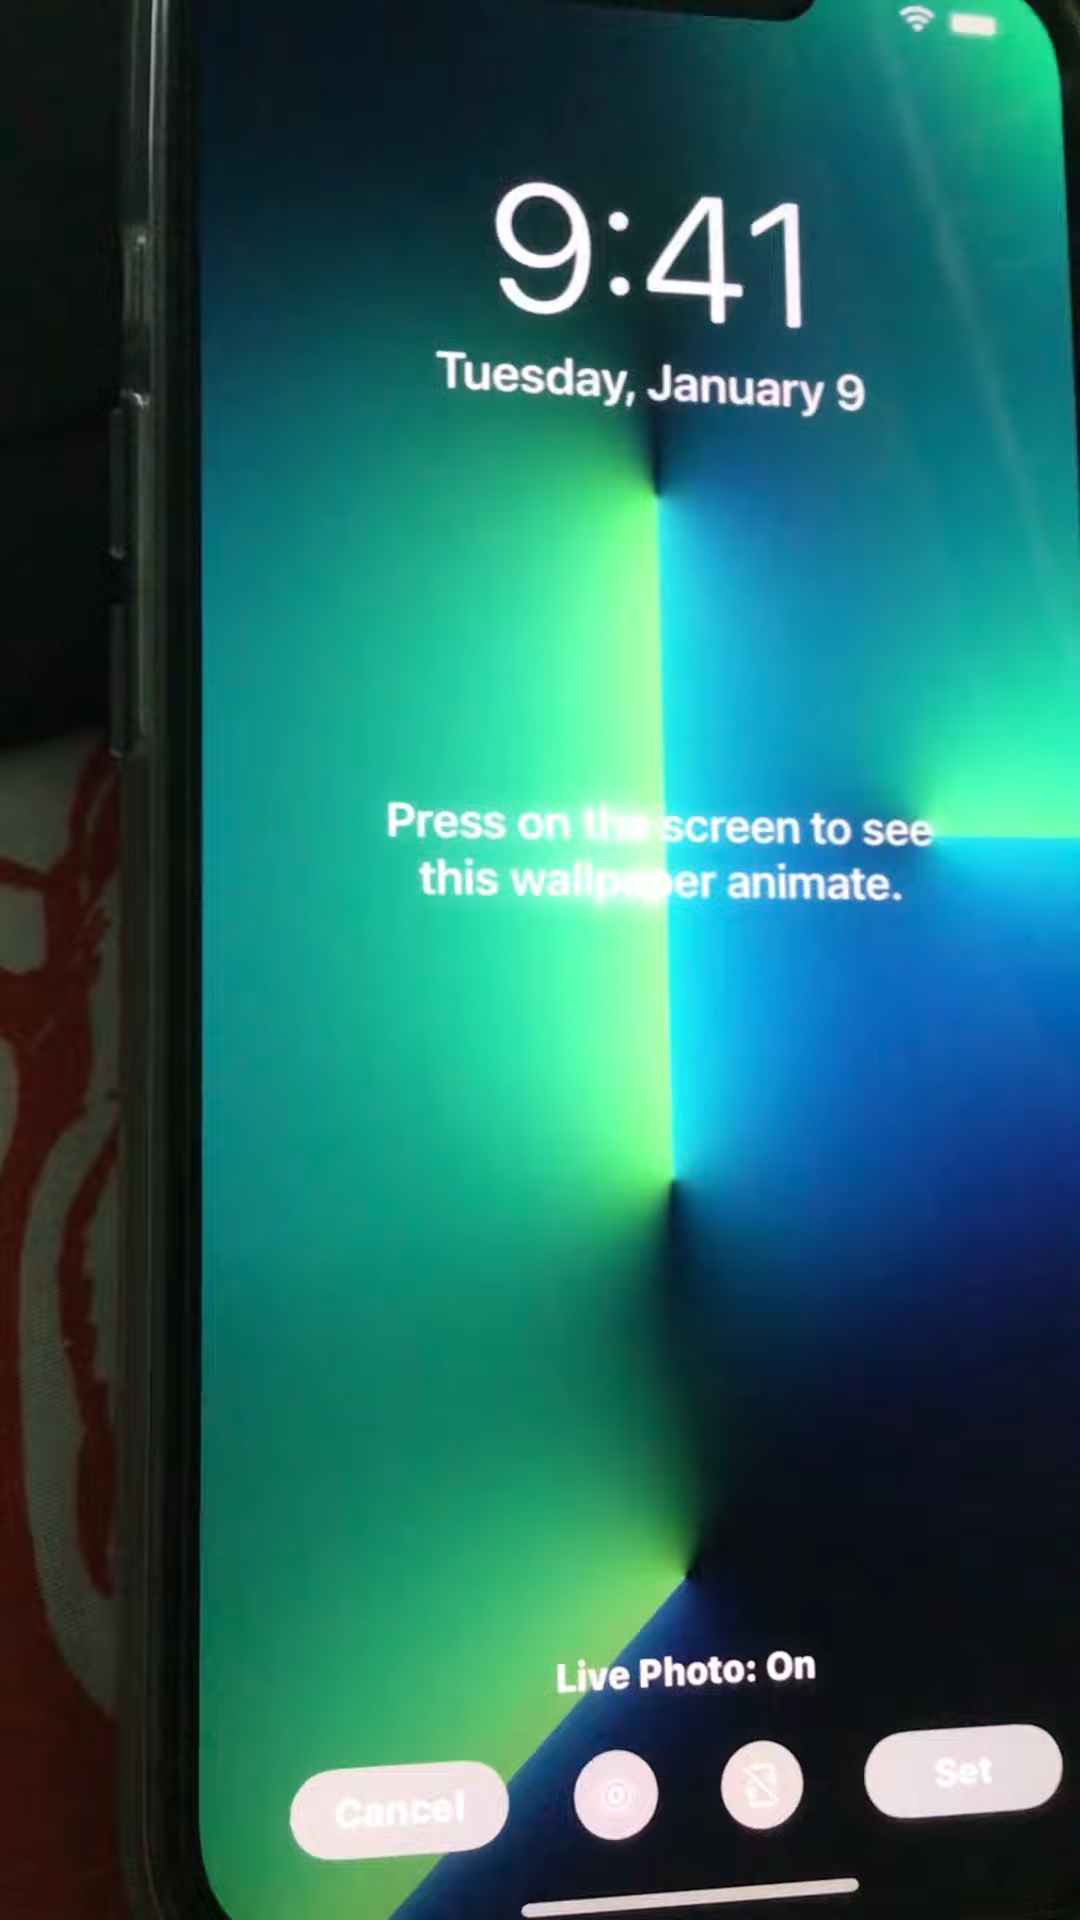 9:41
Tuesday, January 9
Press on the screen to see
this wallpaper animate.
Live Photo: On
Cancel
Set